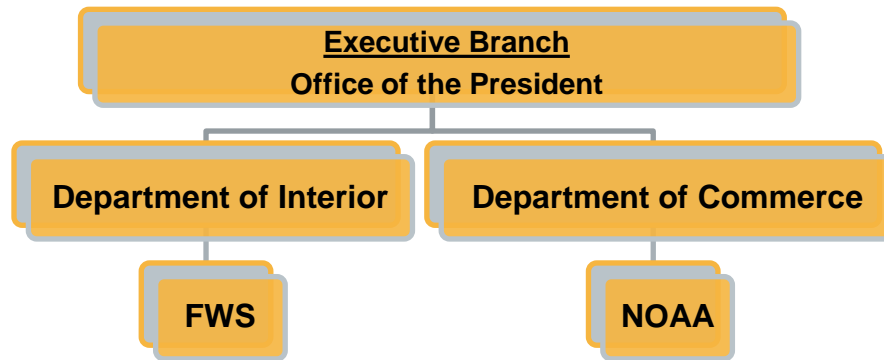 Executive Branch
Office of the President
Department of Interior
Department of Commerce
FWS
NOAA